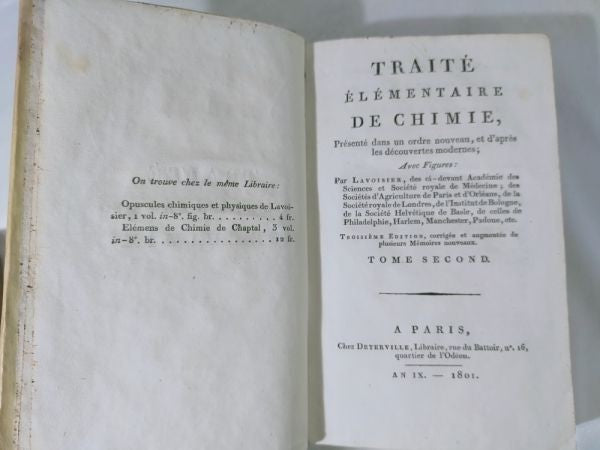 On trouve chez le même Libraire :
Opuscules chimiques et physiques de Lavoi-
sier, 1 vol. in-8°. fig. br. . . . . . . . . . 4 fr.
Elémens de Chimie de Chaptal, 3 vol.
in-8°. br. . . . . . . . . . . . . . . 12 fr.
TRAITÉ
ÉLÉMENTAIRE
DE CHIMIE,
Présenté dans un ordre nouveau, et d'après
les découvertes modernes ;
Avec Figures :
Par LAVOISIER, des ci-devant Académie des
Sciences et Société royale de Médecine ; des
Sociétés d'Agriculture de Paris et d'Orléans, de la
Société royale de Londres, de l'Institut de Bologne,
de la Société Helvétique de Basle, de celles de
Philadelphie, Harlem, Manchester, Padoue, etc.
TROISIÈME EDITION, corrigée et augmentée de
plusieurs Mémoires nouveaux.
TOME SECOND.
A PARIS,
Chez DETERVILLE, Libraire, rue du Battoir, n°. 16,
quartier de l'Odéon.
AN IX. — 1801.